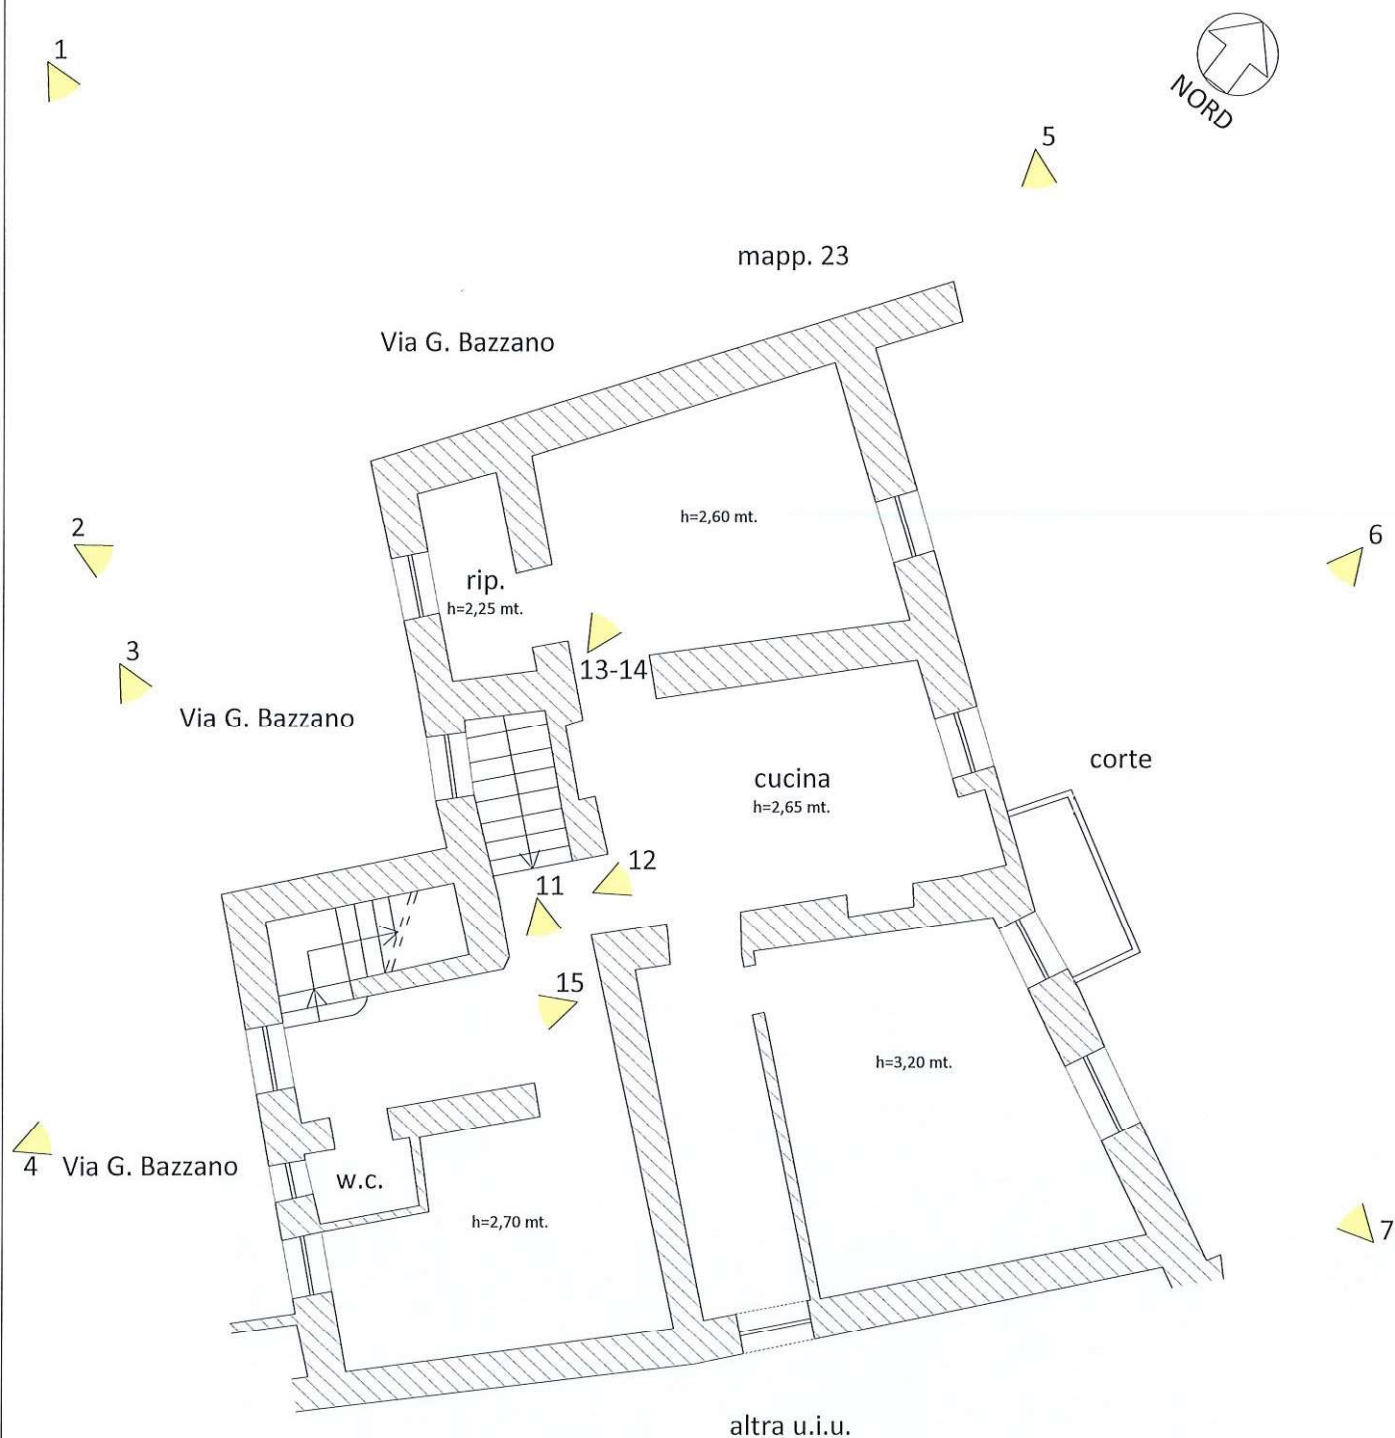 1
NORD
5
mapp. 23
Via G. Bazzano
h=2,60 mt.
2
6
rip.
h=2,25 mt.
3
13-14
Via G. Bazzano
corte
cucina
h=2,65 mt.
12
11
15
h=3,20 mt.
4
Via G. Bazzano
w.c.
h=2,70 mt.
7
altra u.i.u.